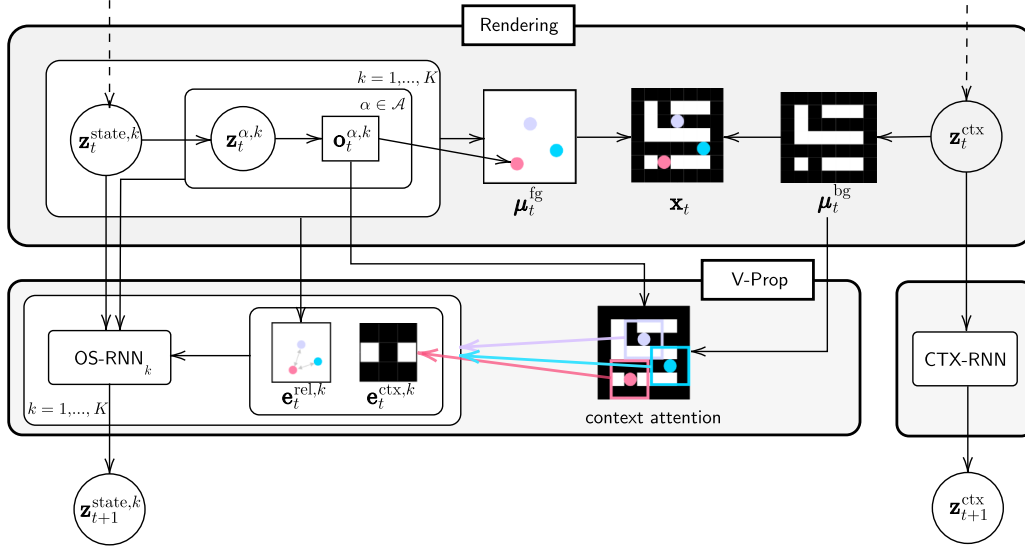 Rendering
k = 1,..., K
α ∈ 𝒜
z_t^{state,k}
z_t^{α,k}
o_t^{α,k}
z_t^{ctx}
μ_t^{fg}
x_t
μ_t^{bg}
V-Prop
OS-RNN_k
CTX-RNN
e_t^{rel,k}
e_t^{ctx,k}
k = 1,..., K
context attention
z_{t+1}^{state,k}
z_{t+1}^{ctx}